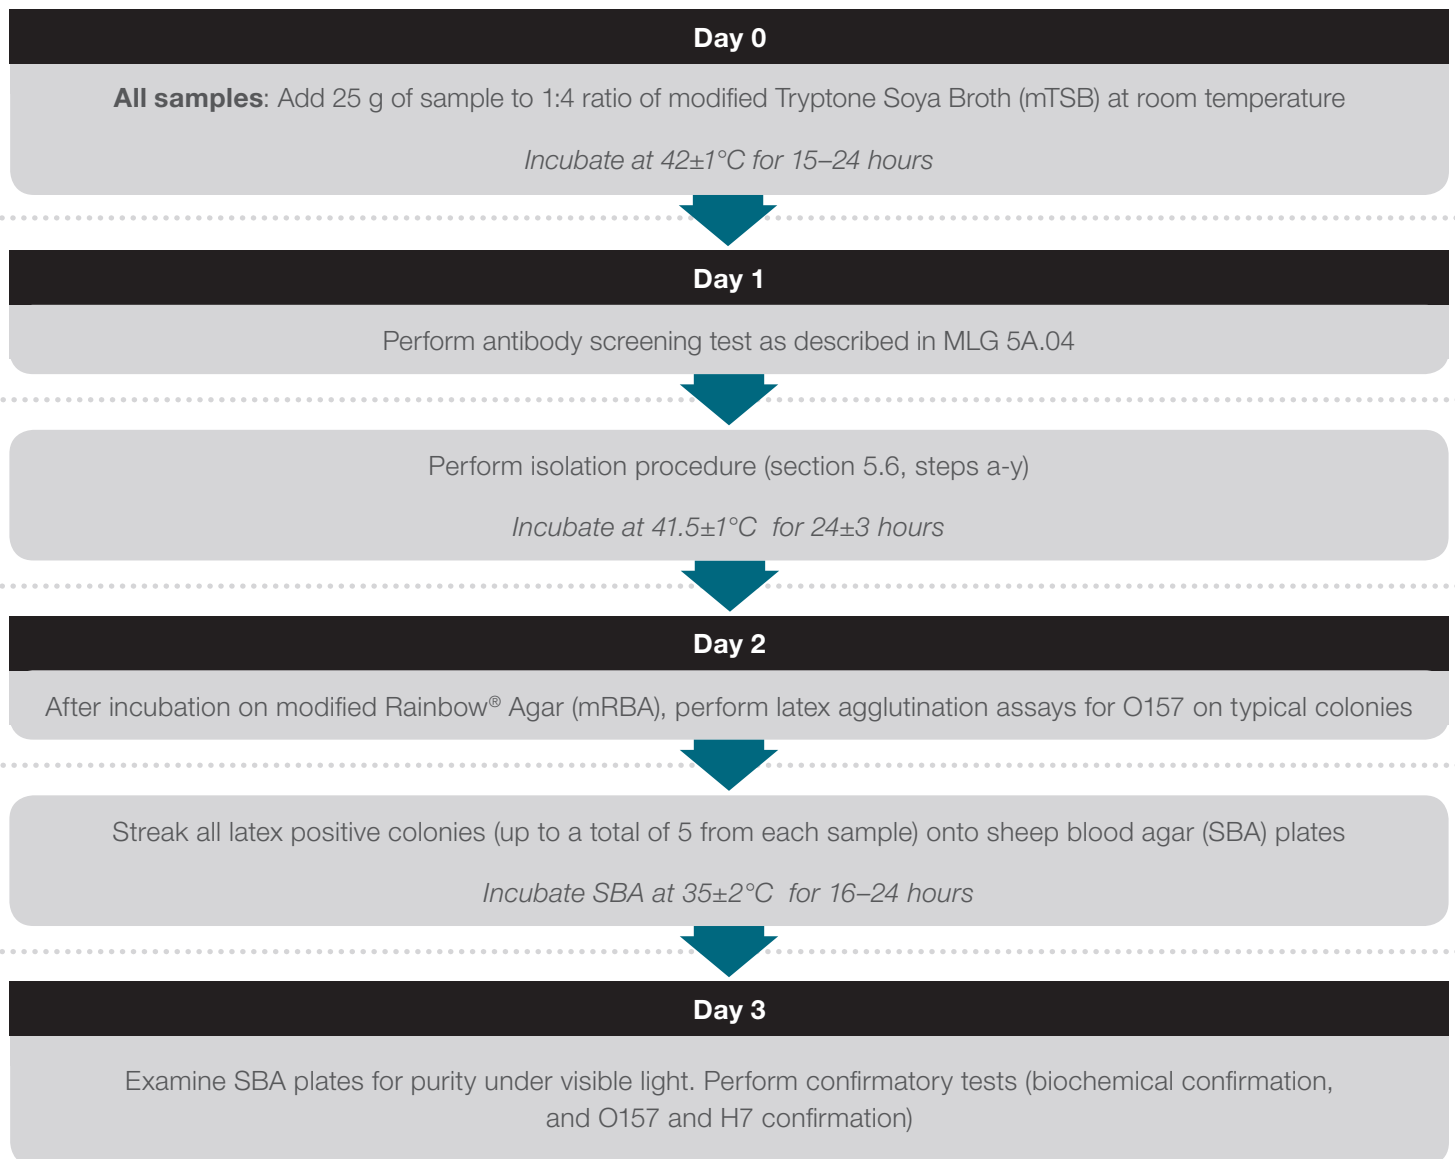 Day 0
All samples: Add 25 g of sample to 1:4 ratio of modified Tryptone Soya Broth (mTSB) at room temperature
Incubate at 42±1°C for 15–24 hours
Day 1
Perform antibody screening test as described in MLG 5A.04
Perform isolation procedure (section 5.6, steps a-y)
Incubate at 41.5±1°C for 24±3 hours
Day 2
After incubation on modified Rainbow® Agar (mRBA), perform latex agglutination assays for O157 on typical colonies
Streak all latex positive colonies (up to a total of 5 from each sample) onto sheep blood agar (SBA) plates
Incubate SBA at 35±2°C for 16–24 hours
Day 3
Examine SBA plates for purity under visible light. Perform confirmatory tests (biochemical confirmation,
and O157 and H7 confirmation)